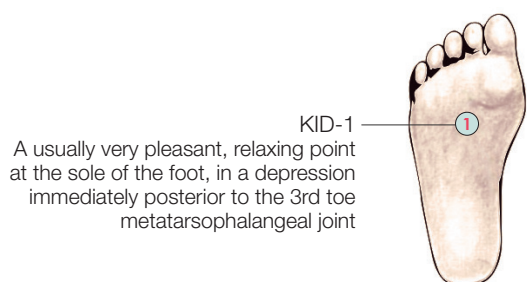 KID-1
A usually very pleasant, relaxing point
at the sole of the foot, in a depression
immediately posterior to the 3rd toe
metatarsophalangeal joint
1